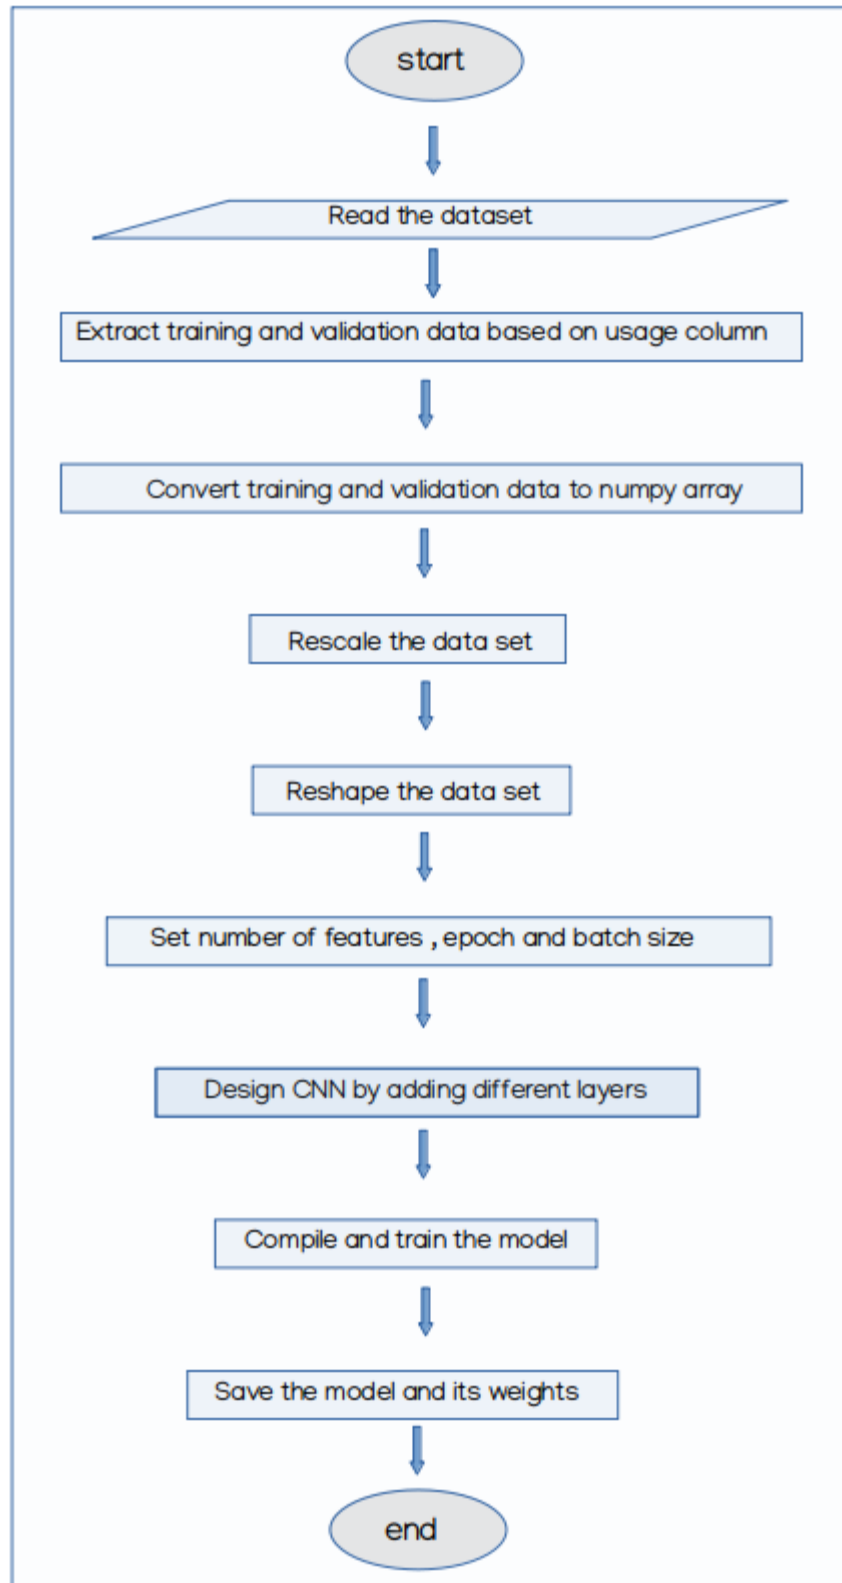 start
Read the dataset
Extract training and validation data based on usage column
Convert training and validation data to numpy array
Rescale the data set
Reshape the data set
Set number of features , epoch and batch size
Design CNN by adding different layers
Compile and train the model
Save the model and its weights
end